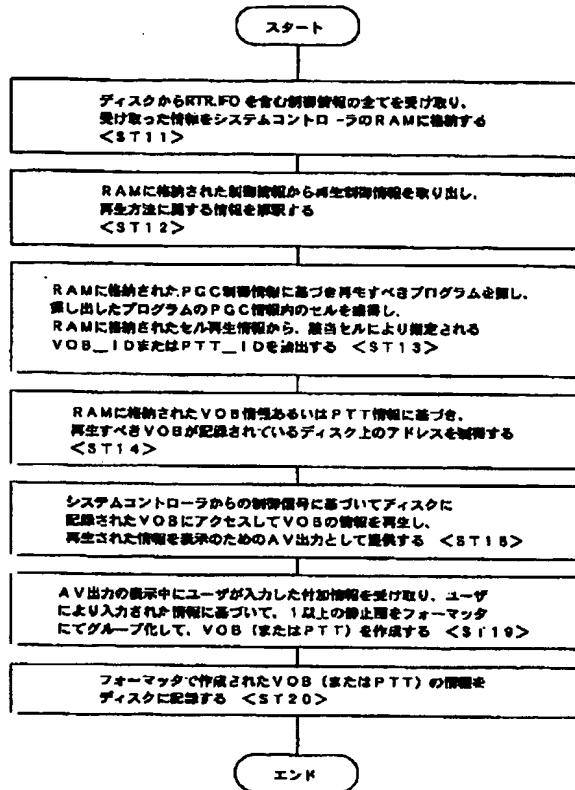 スタート
ディスクからRTR.IFOを含む制御情報の全てを受け取り、
受け取った情報をシステムコントローラのRAMに格納する
<ST11>
RAMに格納された制御情報から再生制御情報を取り出し、
再生方法に関する情報を解釈する
<ST12>
RAMに格納されたPGC制御情報に基づき再生すべきプログラムを探し、
探し出したプログラムのPGC情報内のセルを獲得し、
RAMに格納されたセル再生情報から、該当セルにより指定される
VOB_IDまたはPTT_IDを抽出する <ST13>
RAMに格納されたVOB情報あるいはPTT情報に基づき、
再生すべきVOBが記録されているディスク上のアドレスを獲得する
<ST14>
システムコントローラからの制御信号に基づいてディスクに
記録されたVOBにアクセスしてVOBの情報を再生し、
再生された情報を表示のためのAV出力として提供する <ST15>
AV出力の表示中にユーザが入力した付加情報を受け取り、ユーザ
により入力された情報に基づいて、1以上の静止画をフォーマッタ
にてグループ化して、VOB(またはPTT)を作成する <ST19>
フォーマッタで作成されたVOB(またはPTT)の情報を
ディスクに記録する <ST20>
エンド